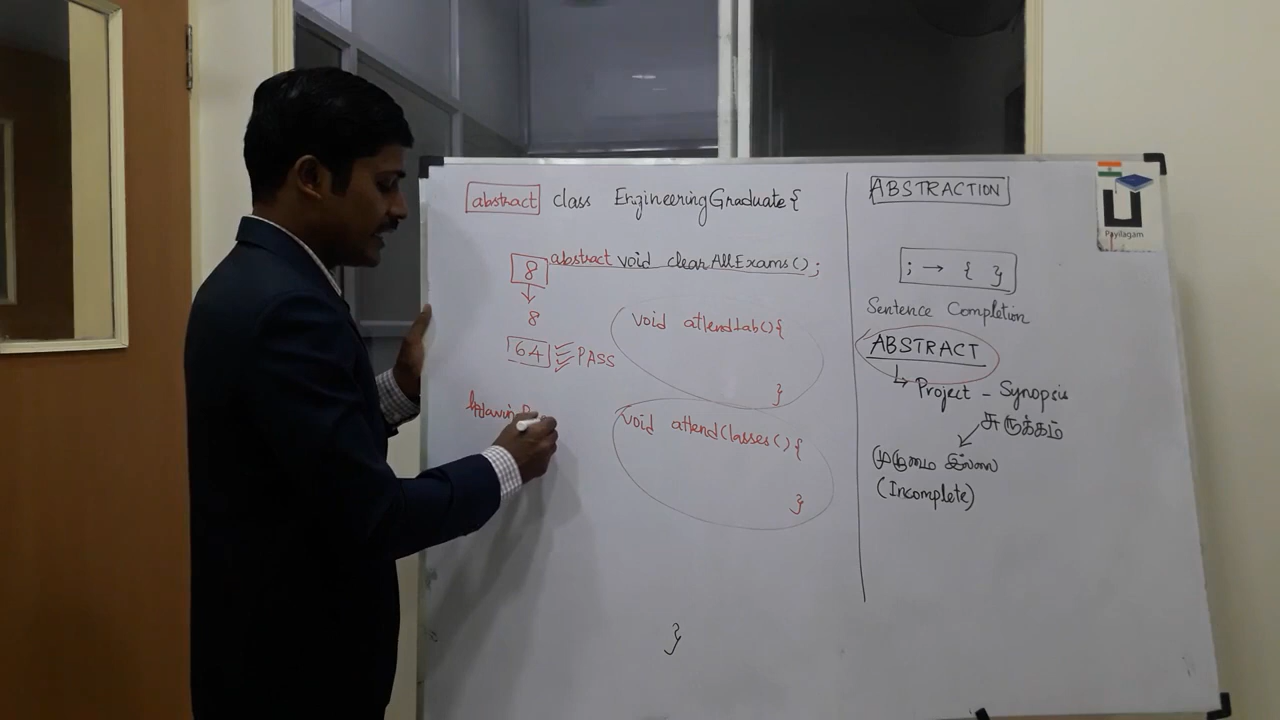 abstract class EngineeringGraduate{
8 abstract void clearAllExams();
8
64 PASS
void attendLab(){
}
void attendClasses(){
}
}
ABSTRACTION
; → { }
Sentence Completion
ABSTRACT
Project - Synopsis
சுருக்கம்
முழுமை இல்லை
(Incomplete)
Payilagam